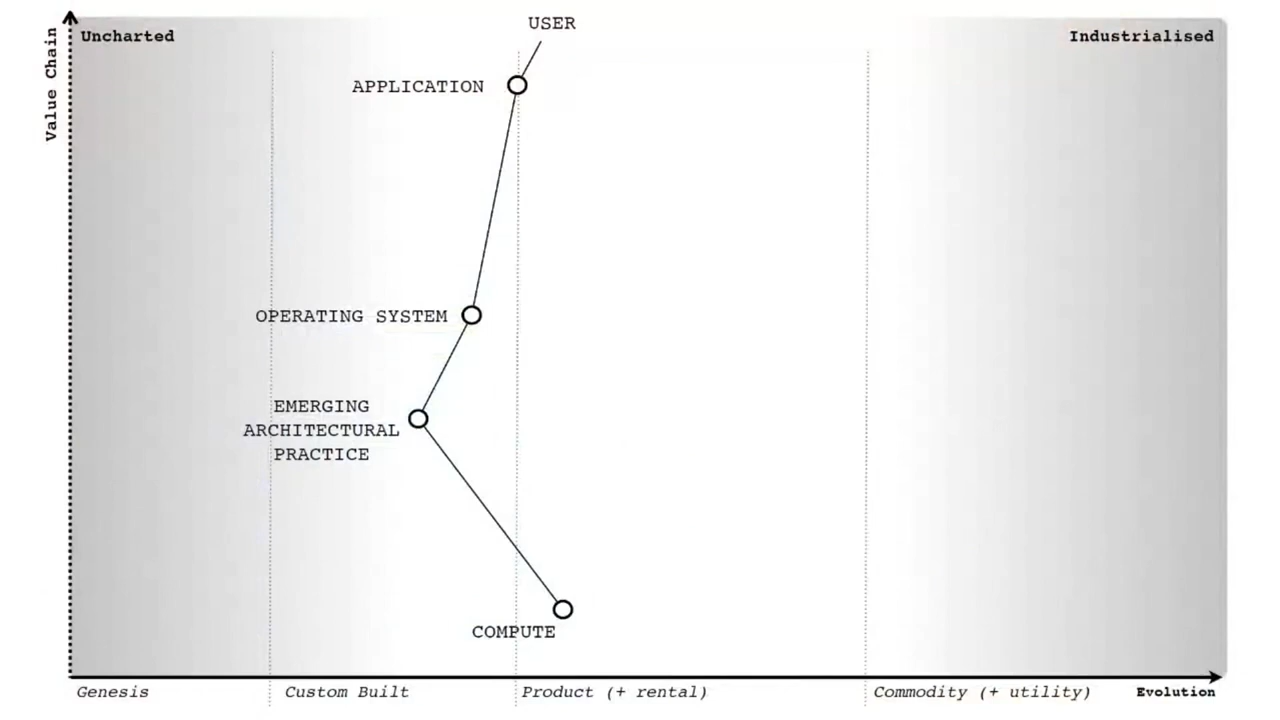 USER
Uncharted
Industrialised
Value Chain
APPLICATION
OPERATING SYSTEM
EMERGING
ARCHITECTURAL
PRACTICE
COMPUTE
Genesis
Custom Built
Product (+ rental)
Commodity (+ utility)
Evolution